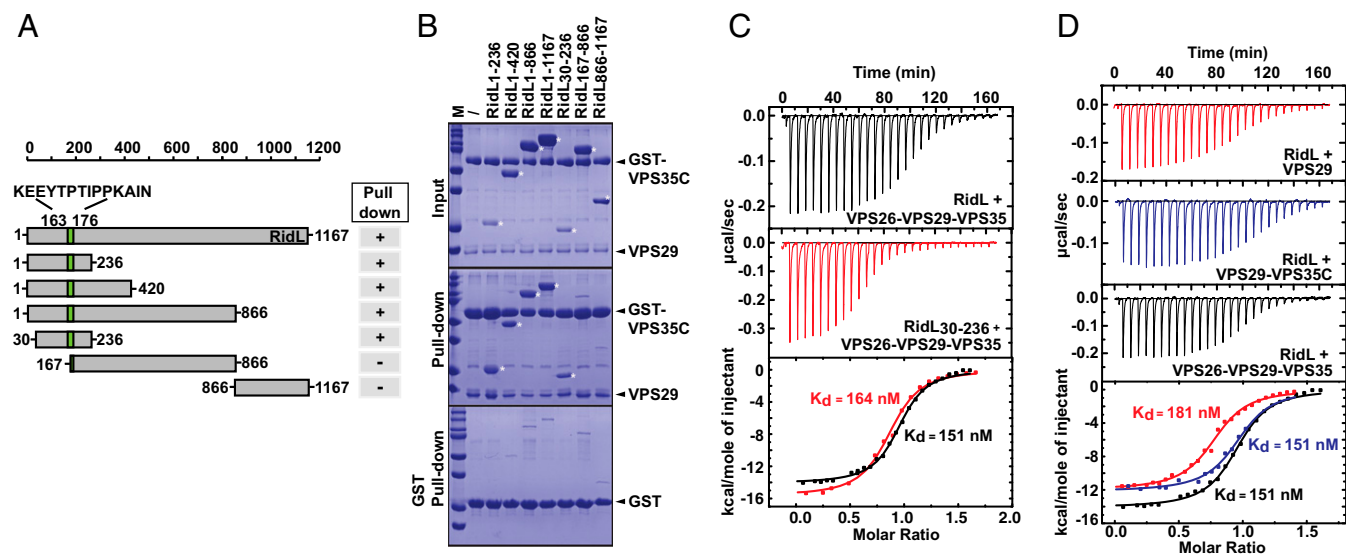 A
0 200 400 600 800 1000 1200
KEEYTPTIPPKAIN
163 176
Pull down
1 RidL 1167 +
1 236 +
1 420 +
1 866 +
30 236 +
167 866 -
866 1167 -
B
M
/
RidL1-236
RidL1-420
RidL1-866
RidL1-1167
RidL30-236
RidL167-866
RidL866-1167
Input
GST-VPS35C
VPS29
Pull-down
GST-VPS35C
VPS29
GST Pull-down
GST
C
Time (min)
0 20 40 60 80 100 120 140 160
0.0
-0.1
-0.2
RidL +
VPS26-VPS29-VPS35
µcal/sec
0.0
-0.1
-0.2
-0.3
RidL30-236 +
VPS26-VPS29-VPS35
kcal/mole of injectant
0
-4
-8
-12
-16
Kd = 164 nM
Kd = 151 nM
0.0 0.5 1.0 1.5 2.0
Molar Ratio
D
Time (min)
0 20 40 60 80 100 120 140 160
0.0
-0.1
-0.2
RidL +
VPS29
µcal/sec
0.0
-0.1
RidL +
VPS29-VPS35C
0.0
-0.1
-0.2
RidL +
VPS26-VPS29-VPS35
kcal/mole of injectant
0
-4
-8
-12
-16
Kd = 181 nM
Kd = 151 nM
Kd = 151 nM
0.0 0.5 1.0 1.5
Molar Ratio